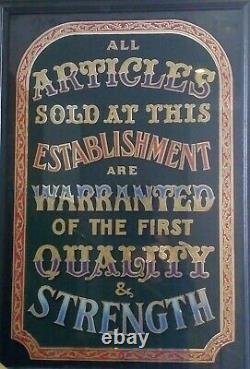 ALL
ARTICLES
SOLD AT THIS
ESTABLISHMENT
ARE
WARRANTED
OF THE FIRST
QUALITY
&
STRENGTH